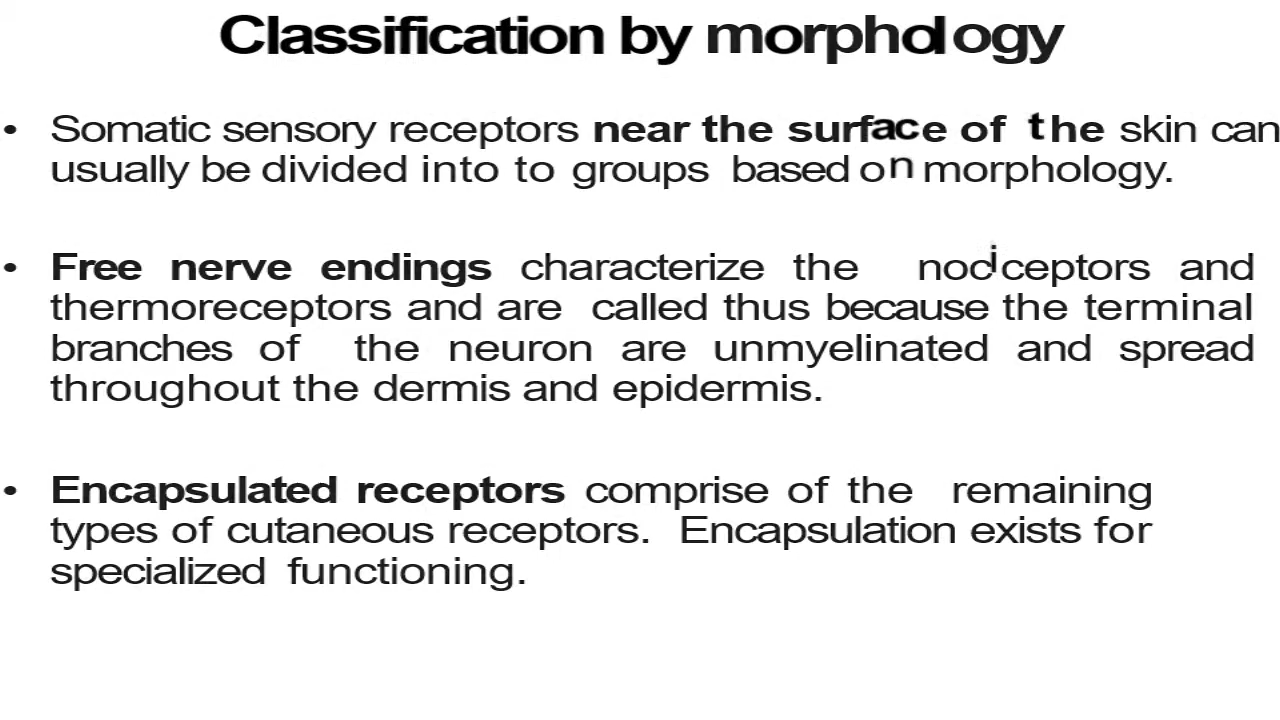 Classification by morphology
• Somatic sensory receptors near the surface of the skin can
usually be divided into to groups based on morphology.
• Free nerve endings characterize the nociceptors and
thermoreceptors and are called thus because the terminal
branches of the neuron are unmyelinated and spread
throughout the dermis and epidermis.
• Encapsulated receptors comprise of the remaining
types of cutaneous receptors. Encapsulation exists for
specialized functioning.